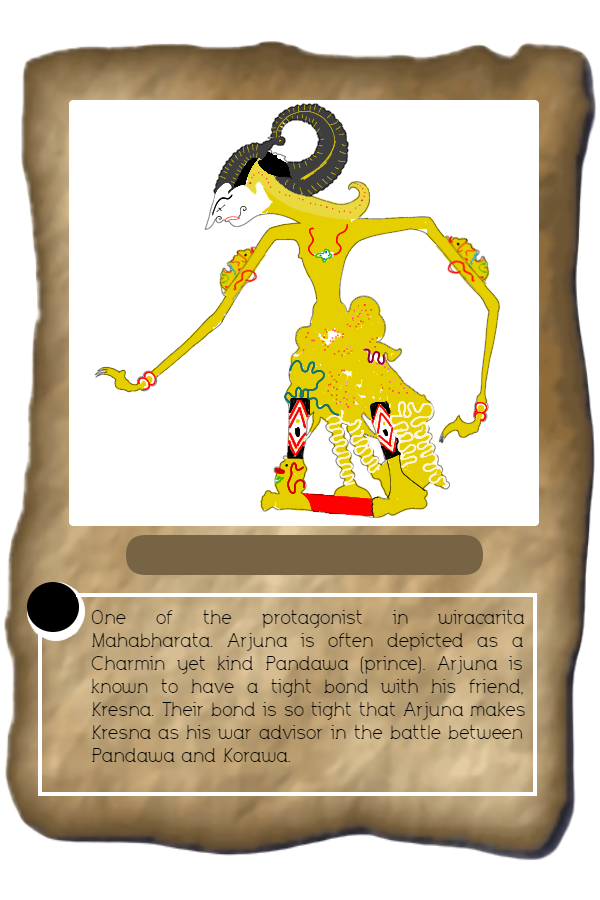 One of the protagonist in wiracarita
Mahabharata. Arjuna is often depicted as a
Charmin yet kind Pandawa (prince). Arjuna is
known to have a tight bond with his friend,
Kresna. Their bond is so tight that Arjuna makes
Kresna as his war advisor in the battle between
Pandawa and Korawa.